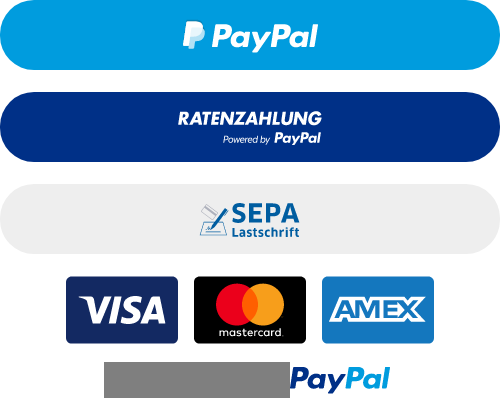 PayPal
RATENZAHLUNG
Powered by PayPal
SEPA
Lastschrift
VISA
mastercard.
AMEX
PayPal